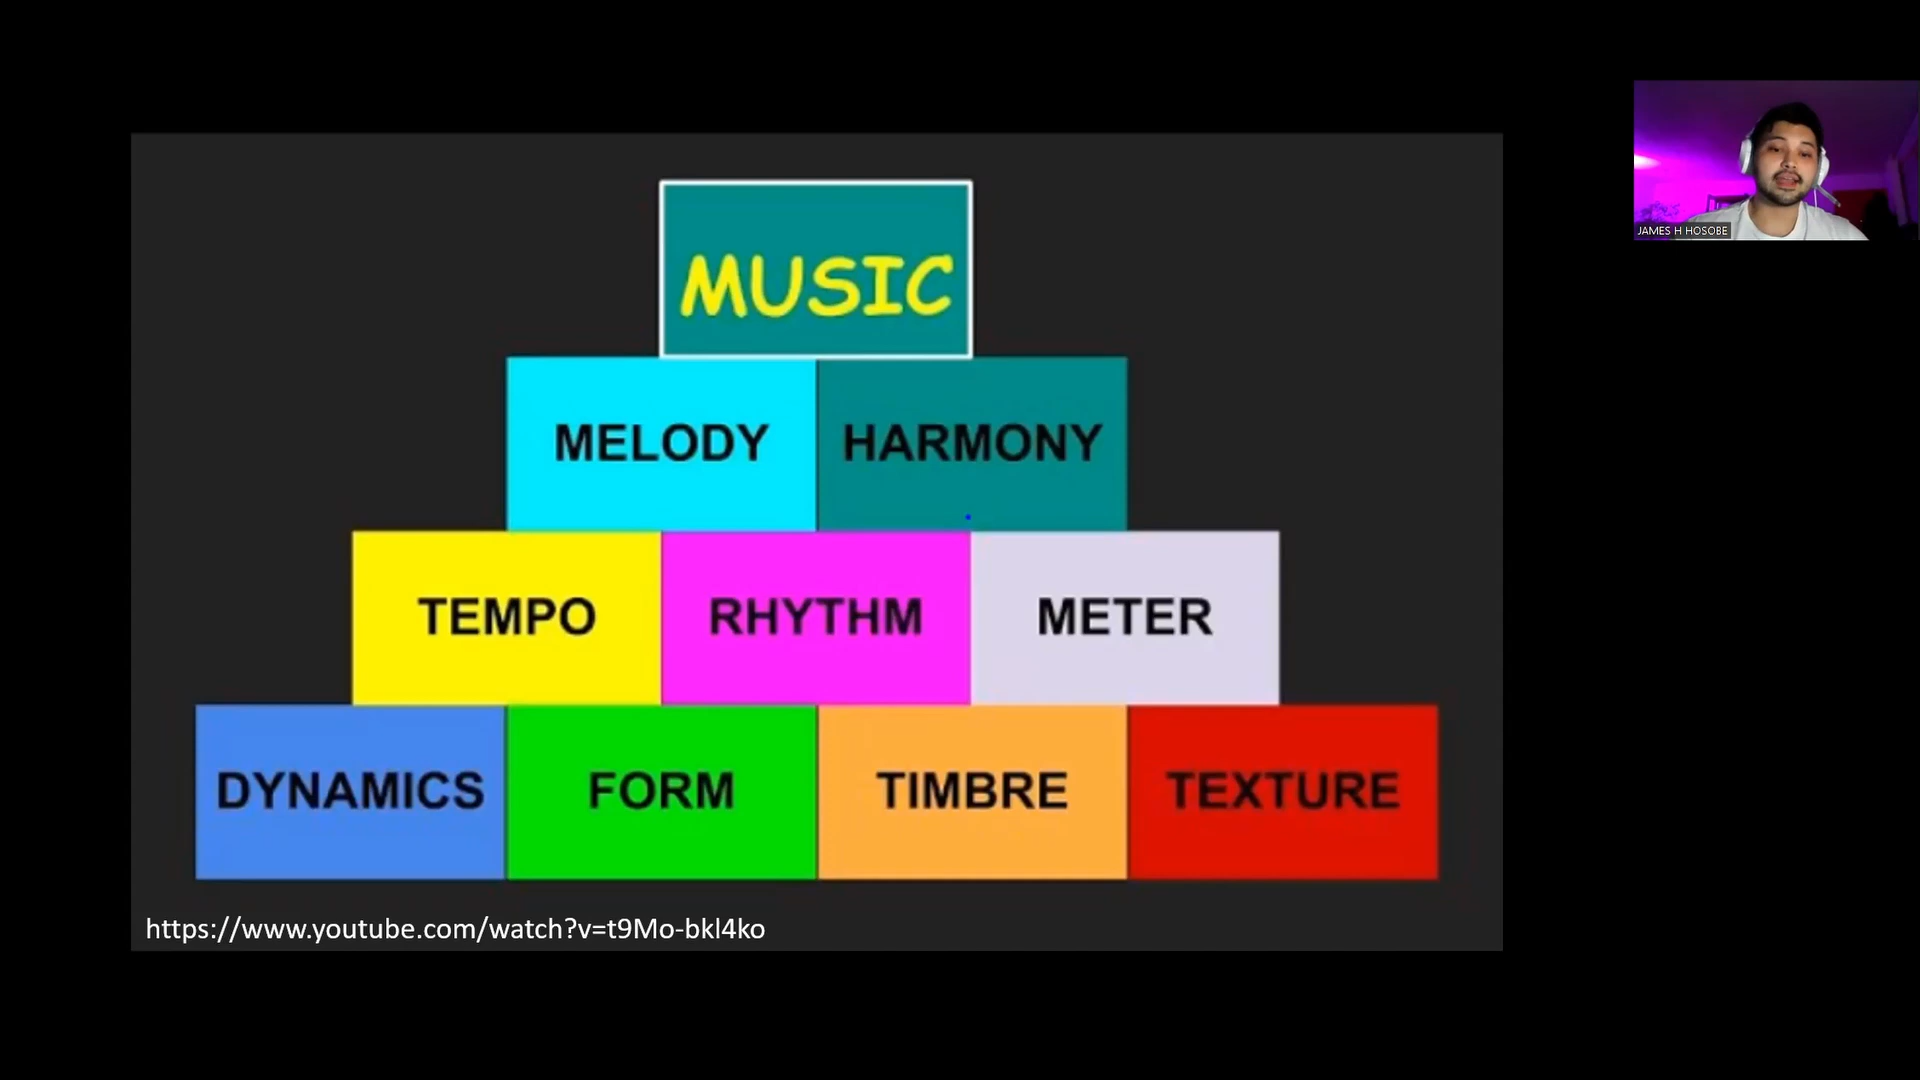 MUSIC
MELODY HARMONY
TEMPO RHYTHM METER
DYNAMICS FORM TIMBRE TEXTURE
https://www.youtube.com/watch?v=t9Mo-bkl4ko
JAMES H HOSOBE